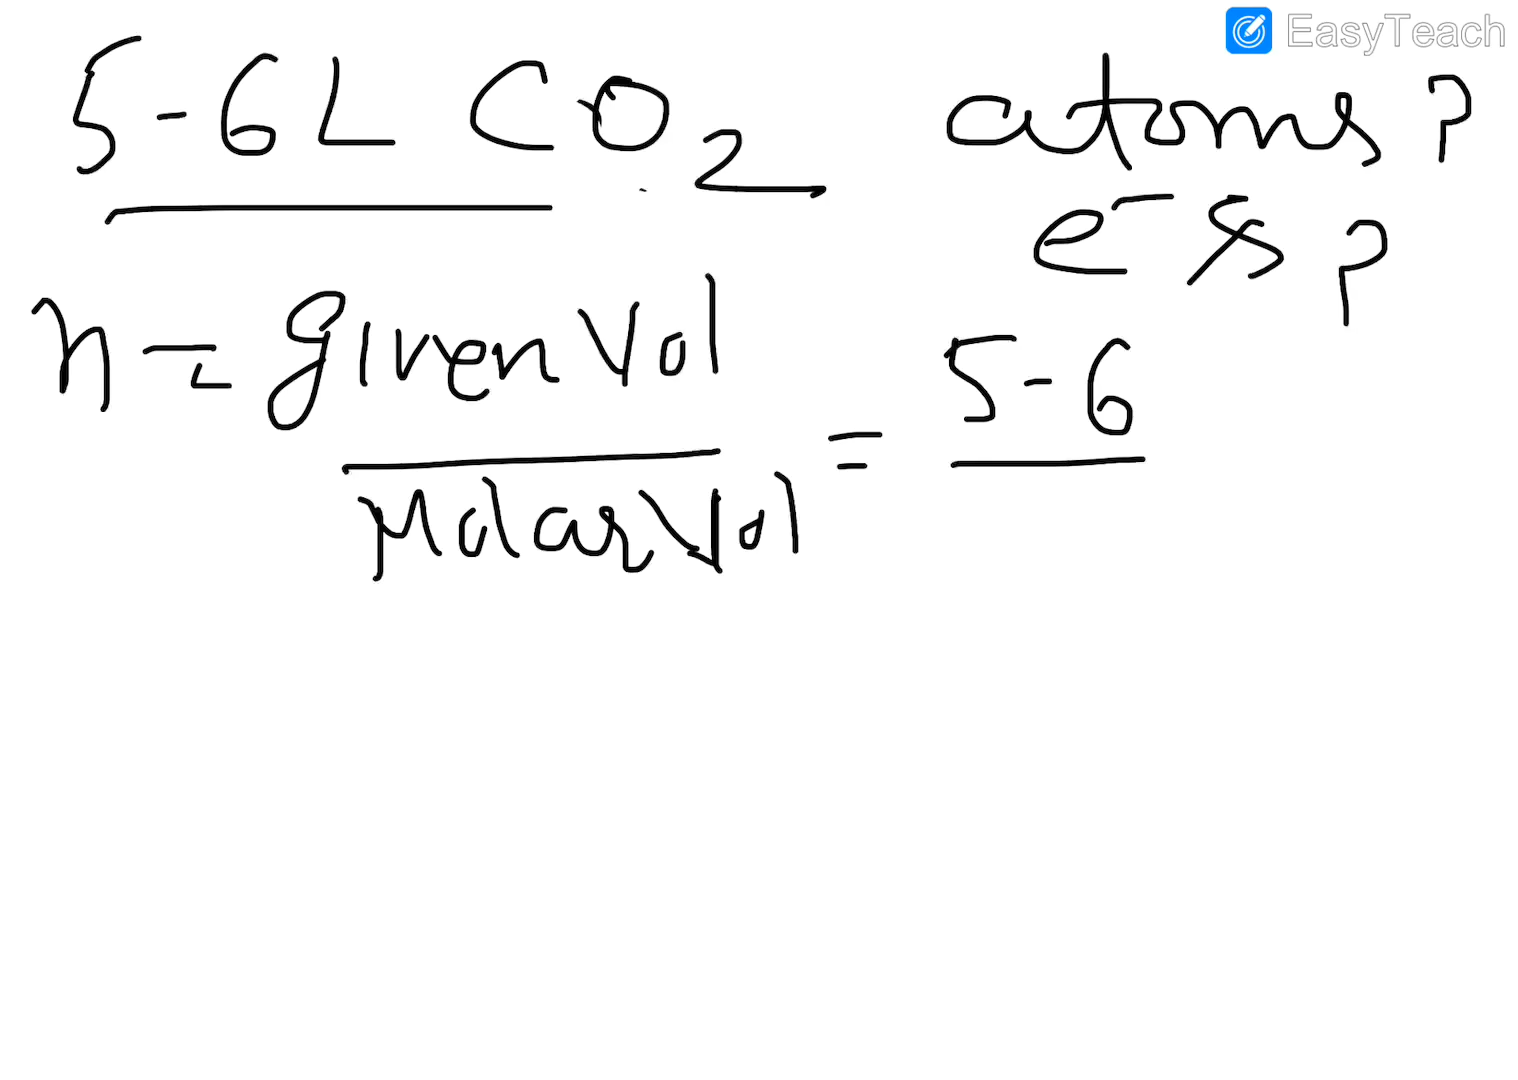 EasyTeach
5-6L CO2 atoms?
e- s?
n = given Vol = 5-6
Molar Vol